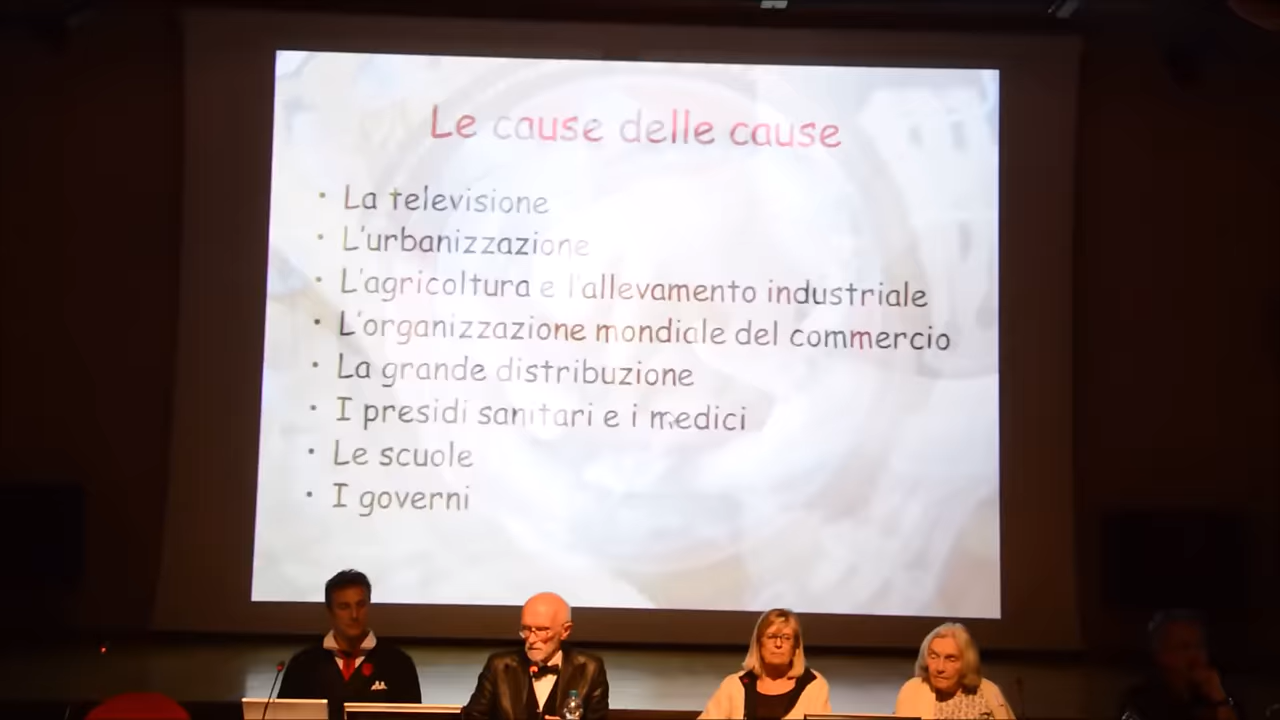 Le cause delle cause
• La televisione
• L'urbanizzazione
• L'agricoltura e l'allevamento industriale
• L'organizzazione mondiale del commercio
• La grande distribuzione
• I presidi sanitari e i medici
• Le scuole
• I governi